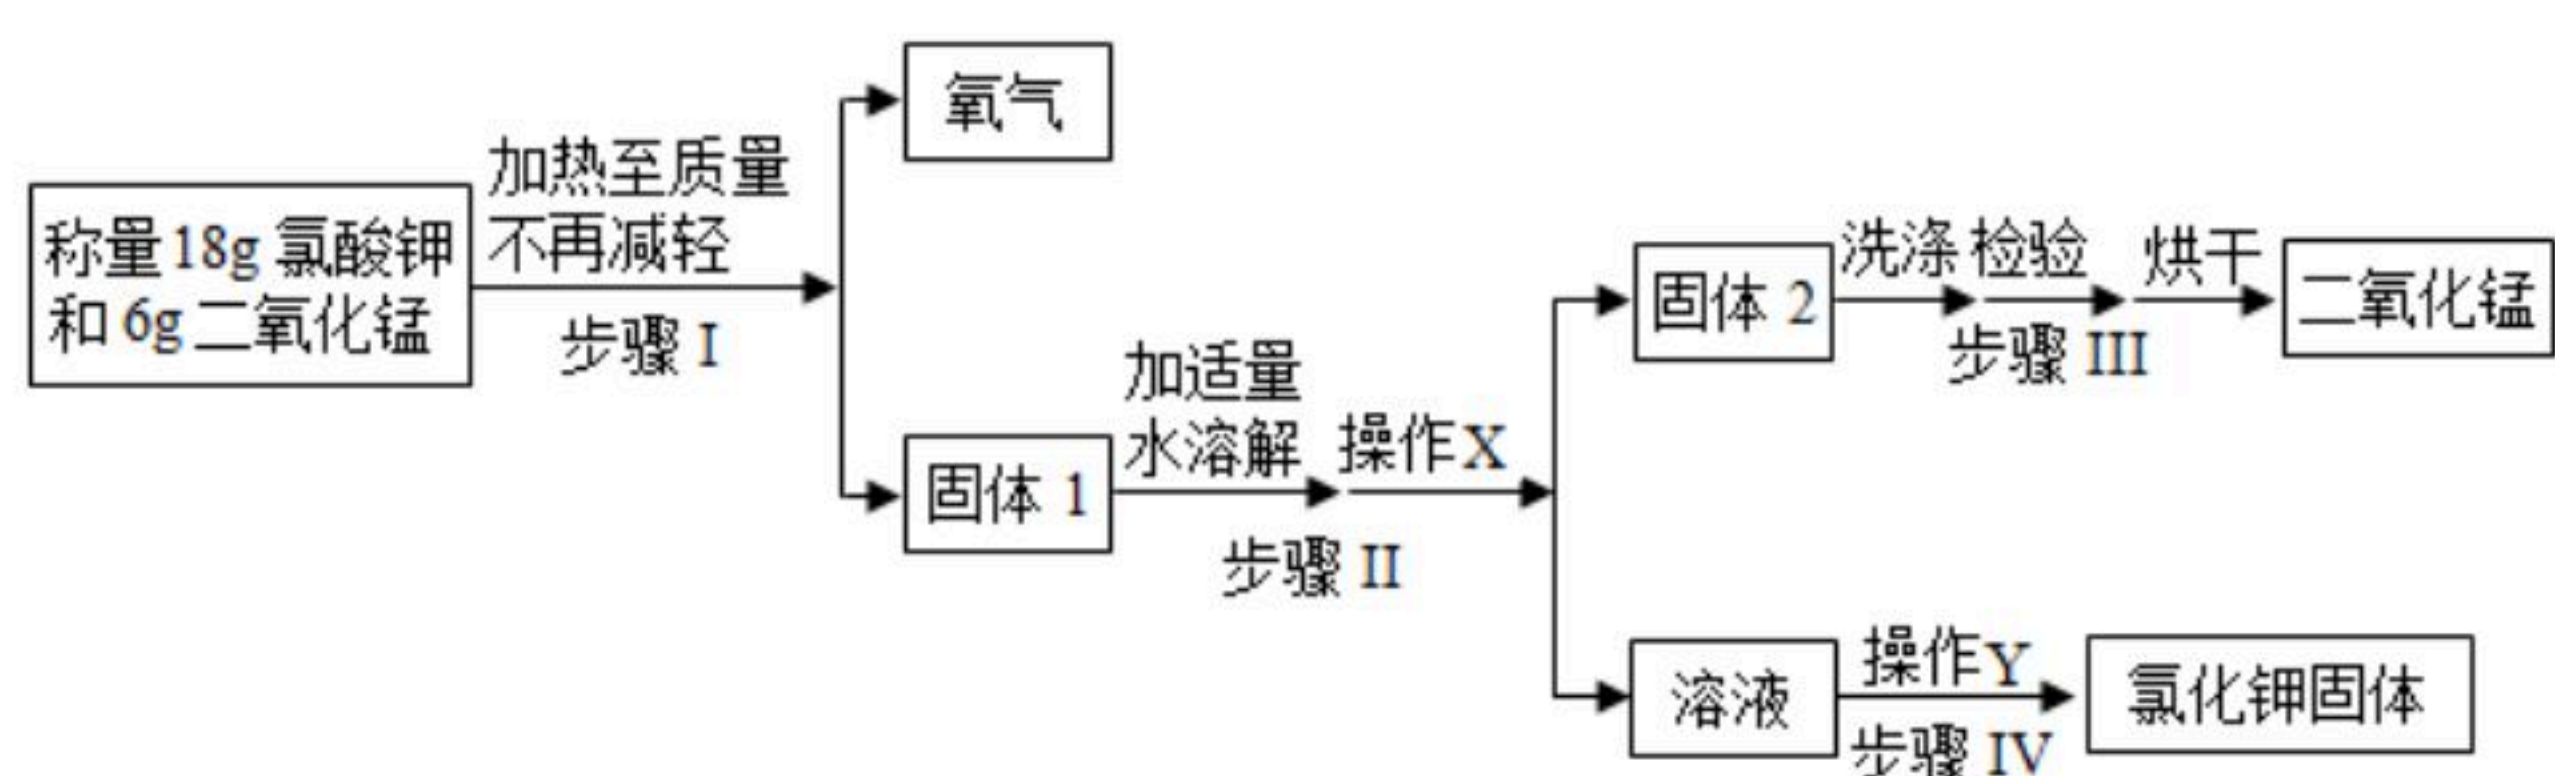 称量18g 氯酸钾
和 6g二氧化锰
加热至质量
不再减轻
步骤 I
氧气
固体 1
加适量
水溶解
操作X
步骤 II
固体 2
洗涤
检验
烘干
步骤 III
二氧化锰
溶液
操作Y
步骤 IV
氯化钾固体